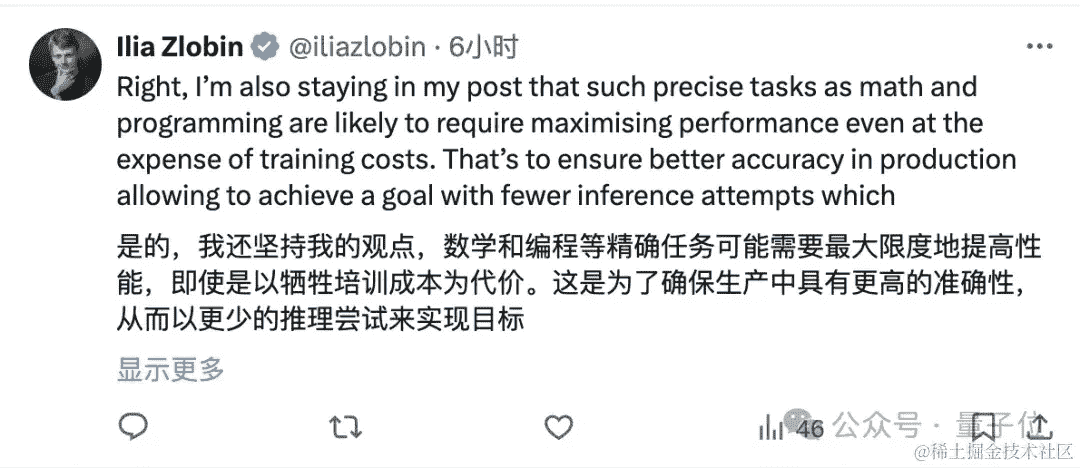 Ilia Zlobin @iliazlobin · 6小时
Right, I’m also staying in my post that such precise tasks as math and
programming are likely to require maximising performance even at the
expense of training costs. That’s to ensure better accuracy in production
allowing to achieve a goal with fewer inference attempts which
是的，我还坚持我的观点，数学和编程等精确任务可能需要最大限度地提高性
能，即使是以牺牲培训成本为代价。这是为了确保生产中具有更高的准确性，
从而以更少的推理尝试来实现目标
显示更多
46
公众号 · 量子位
@稀土掘金技术社区